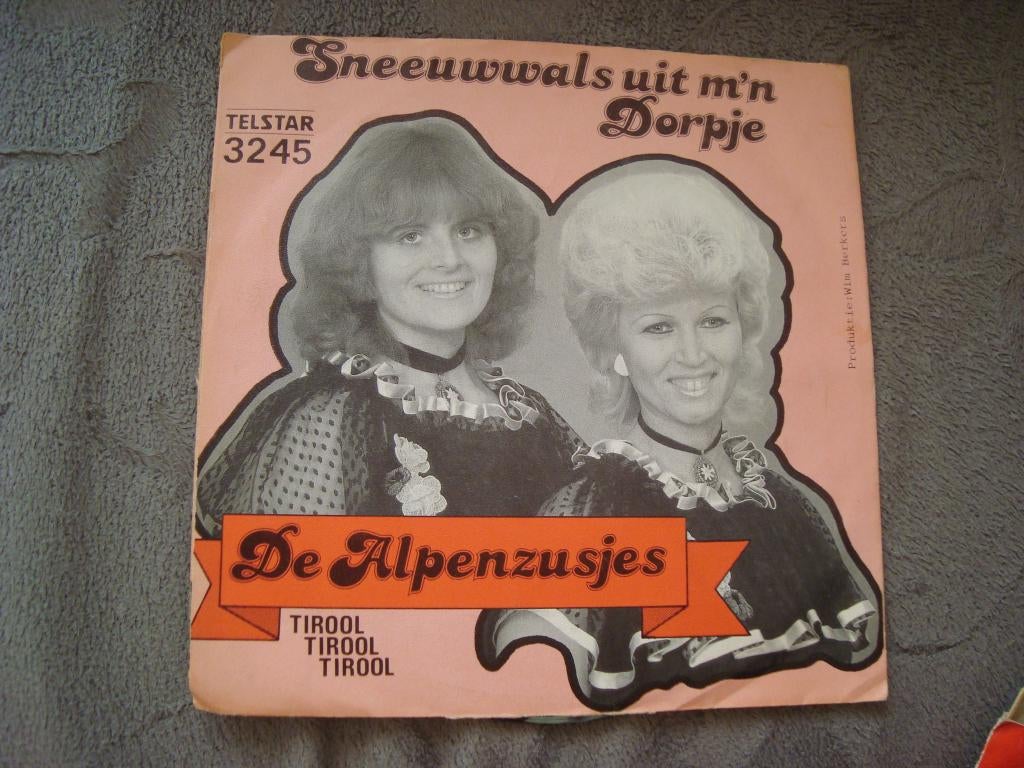 Sneeuwwals uit m'n
Dorpje
TELSTAR
3245
Produktie: Wim Berkers
De Alpenzusjes
TIROOL
TIROOL
TIROOL